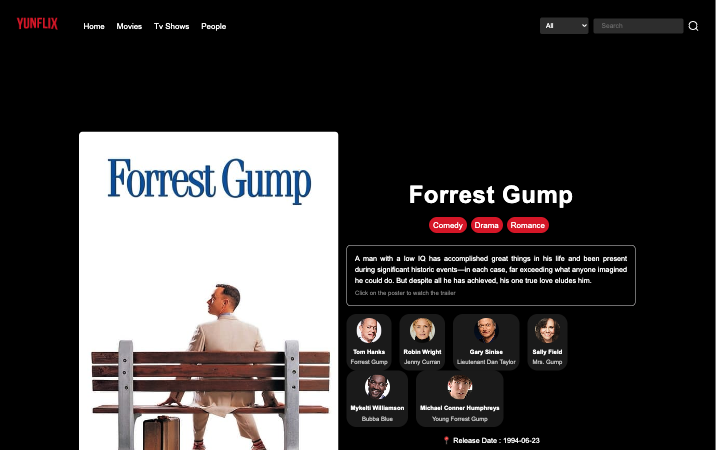 YUNFLIX
Home Movies Tv Shows People
All
Search
Forrest Gump
Forrest Gump
Comedy Drama Romance
A man with a low IQ has accomplished great things in his life and been present
during significant historic events—in each case, far exceeding what anyone imagined
he could do. But despite all he has achieved, his one true love eludes him.
Click on the poster to watch the trailer
Tom Hanks
Forrest Gump
Robin Wright
Jenny Curran
Gary Sinise
Lieutenant Dan Taylor
Sally Field
Mrs. Gump
Mykelti Williamson
Bubba Blue
Michael Conner Humphreys
Young Forrest Gump
Release Date : 1994-06-23